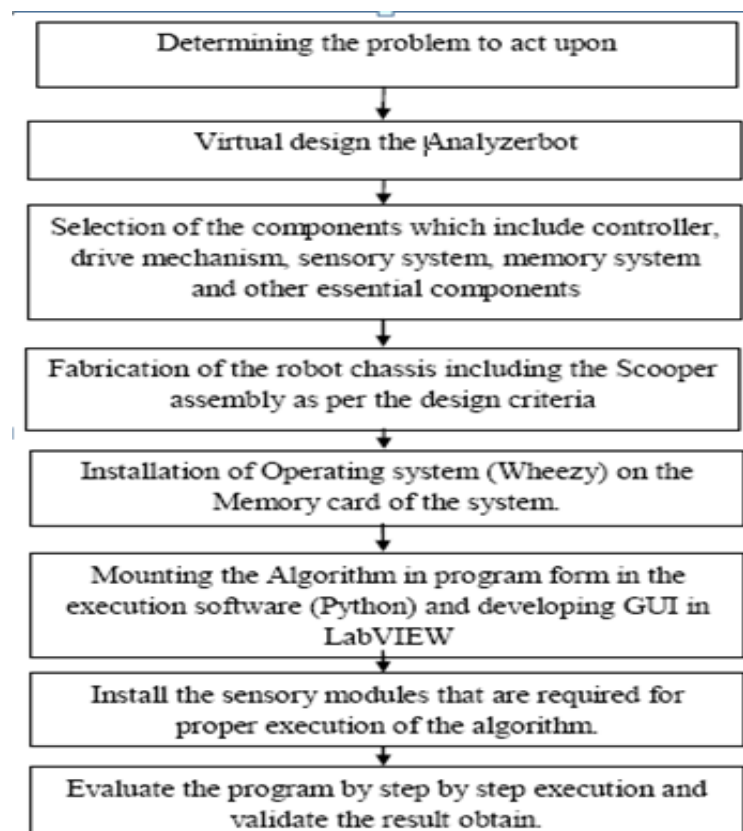 Determining the problem to act upon
Virtual design the Analyzerbot
Selection of the components which include controller,
drive mechanism, sensory system, memory system
and other essential components
Fabrication of the robot chassis including the Scooper
assembly as per the design criteria
Installation of Operating system (Wheezy) on the
Memory card of the system.
Mounting the Algorithm in program form in the
execution software (Python) and developing GUI in
LabVIEW
Install the sensory modules that are required for
proper execution of the algorithm.
Evaluate the program by step by step execution and
validate the result obtain.